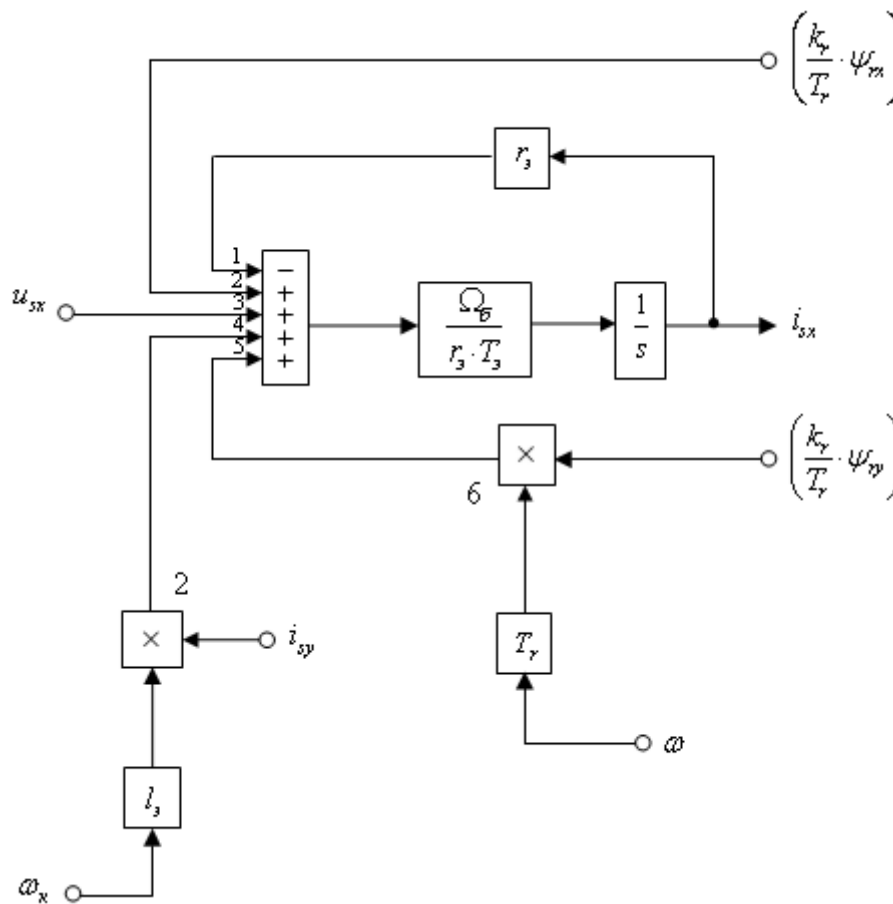 (k_r/T_r · ψ_rx)
r_э
1
−
2
+
3
+
4
+
5
+
u_sx
Ω_б/(r_э · T_э)
1/s
i_sx
×
6
(k_r/T_r · ψ_ry)
2
×
i_sy
T_r
ω
l_э
ω_к